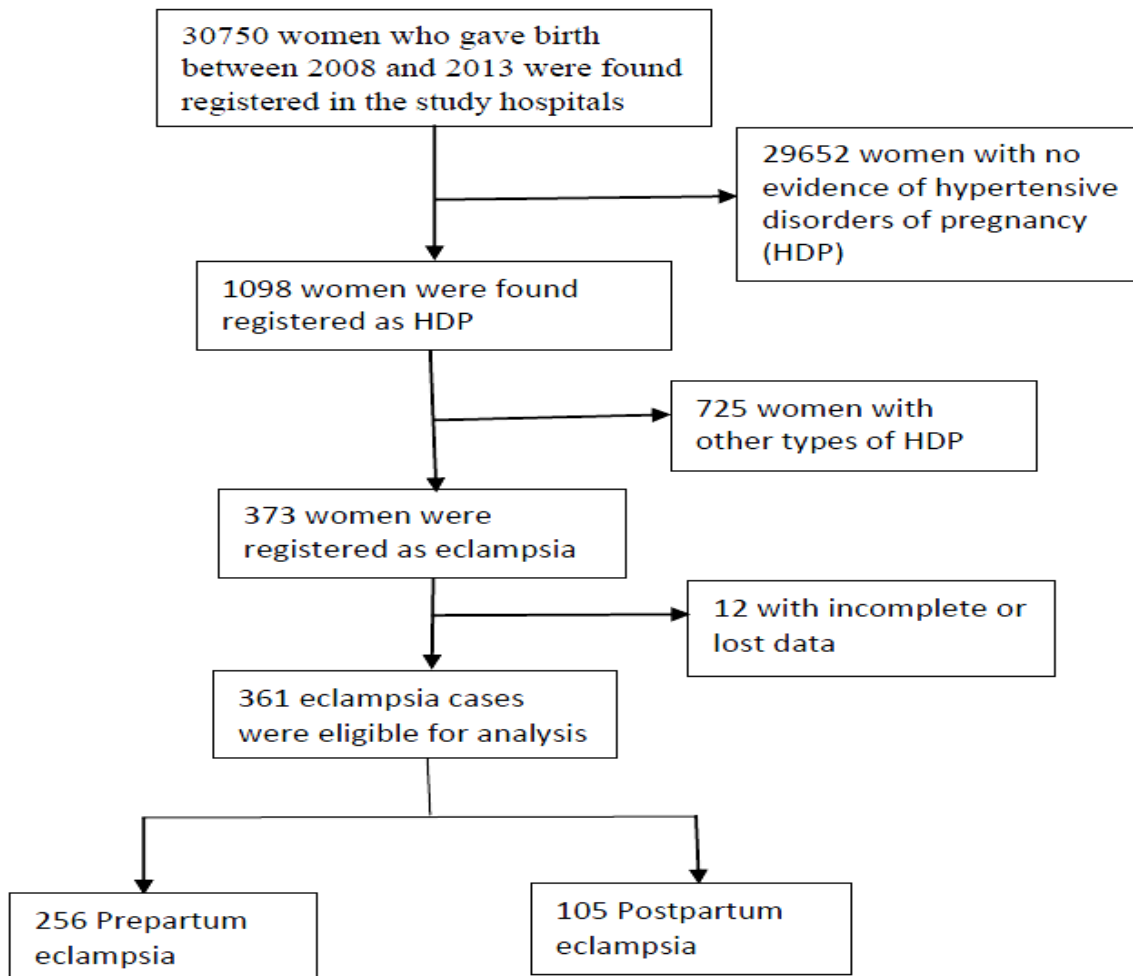 30750 women who gave birth
between 2008 and 2013 were found
registered in the study hospitals
29652 women with no
evidence of hypertensive
disorders of pregnancy
(HDP)
1098 women were found
registered as HDP
725 women with
other types of HDP
373 women were
registered as eclampsia
12 with incomplete or
lost data
361 eclampsia cases
were eligible for analysis
256 Prepartum
eclampsia
105 Postpartum
eclampsia